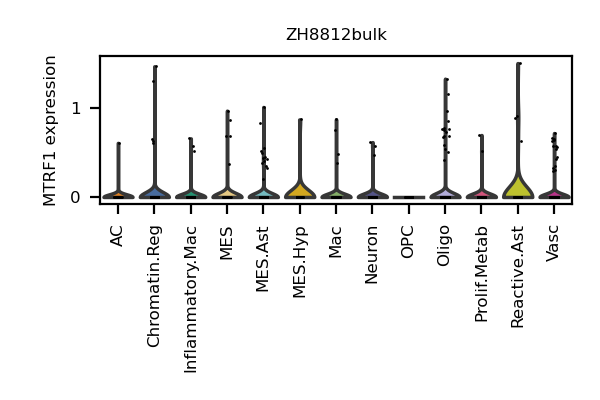 ZH8812bulk
MTRF1 expression
1
0
AC
Chromatin.Reg
Inflammatory.Mac
MES
MES.Ast
MES.Hyp
Mac
Neuron
OPC
Oligo
Prolif.Metab
Reactive.Ast
Vasc